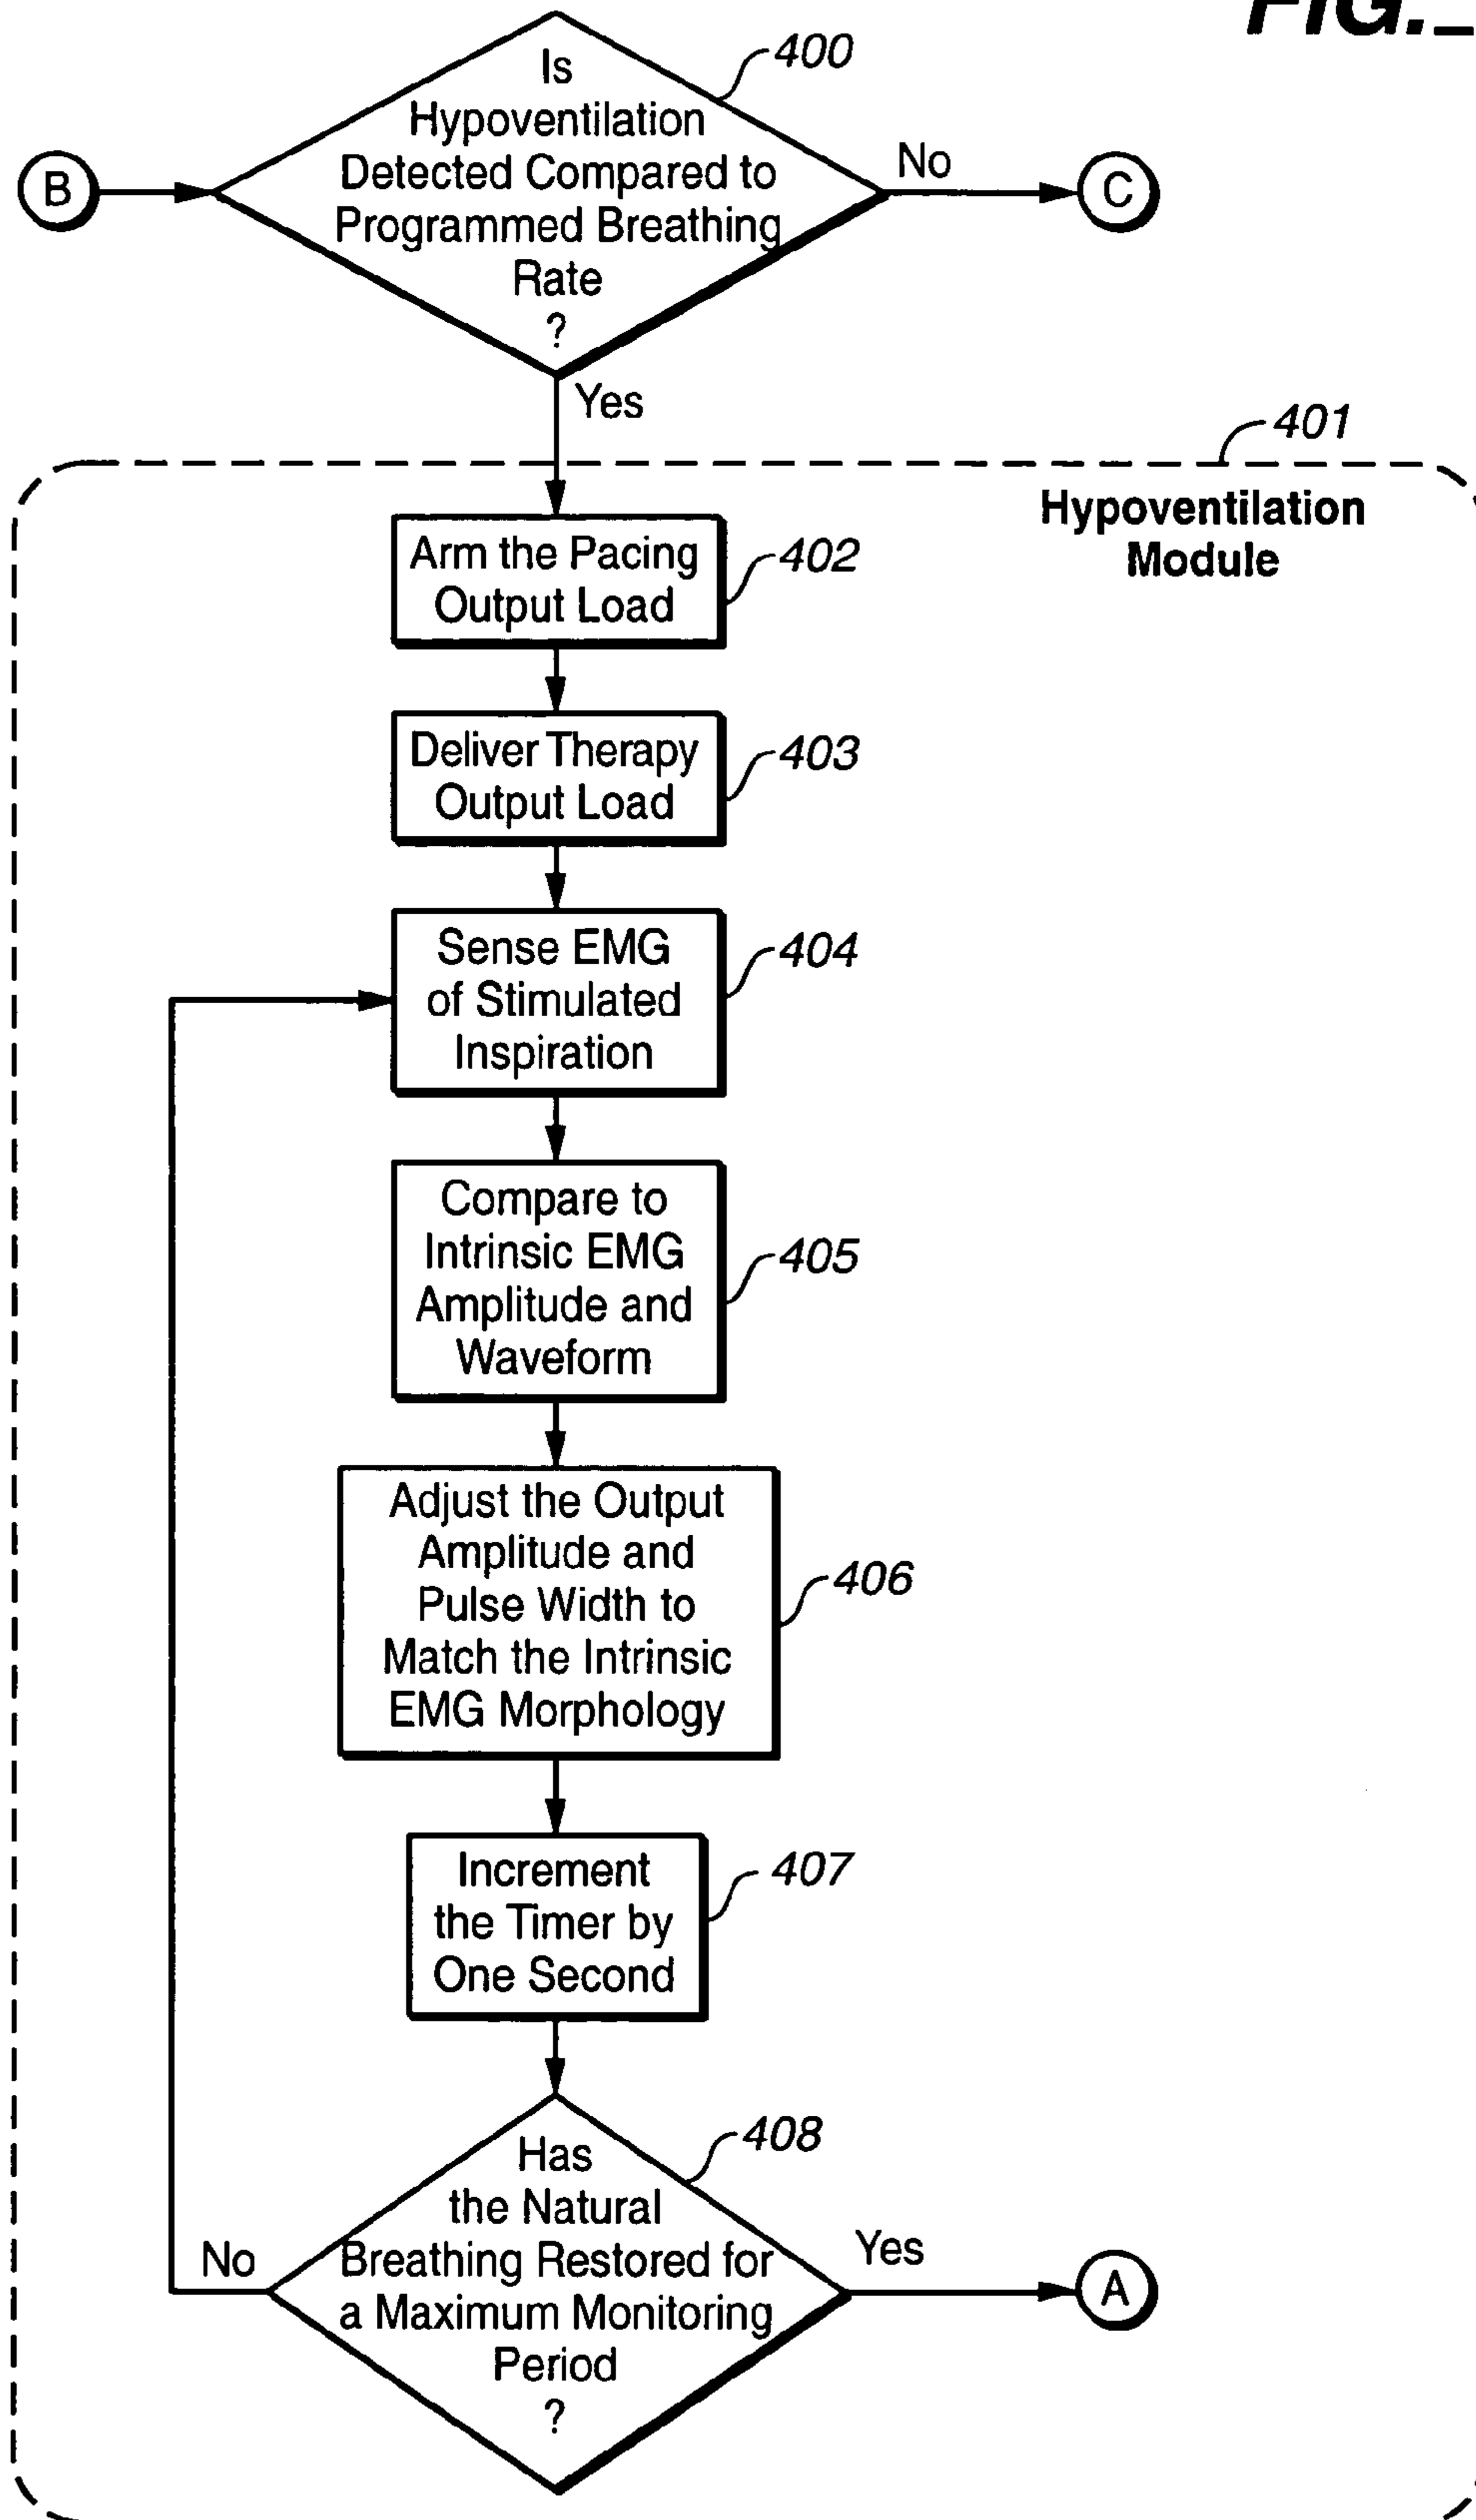 FIG._
Is
Hypoventilation
Detected Compared to
Programmed Breathing
Rate
?
400
B
No
C
Yes
401
Hypoventilation
Module
Arm the Pacing
Output Load
402
Deliver Therapy
Output Load
403
Sense EMG
of Stimulated
Inspiration
404
Compare to
Intrinsic EMG
Amplitude and
Waveform
405
Adjust the Output
Amplitude and
Pulse Width to
Match the Intrinsic
EMG Morphology
406
Increment
the Timer by
One Second
407
Has
the Natural
Breathing Restored for
a Maximum Monitoring
Period
?
408
No
Yes
A